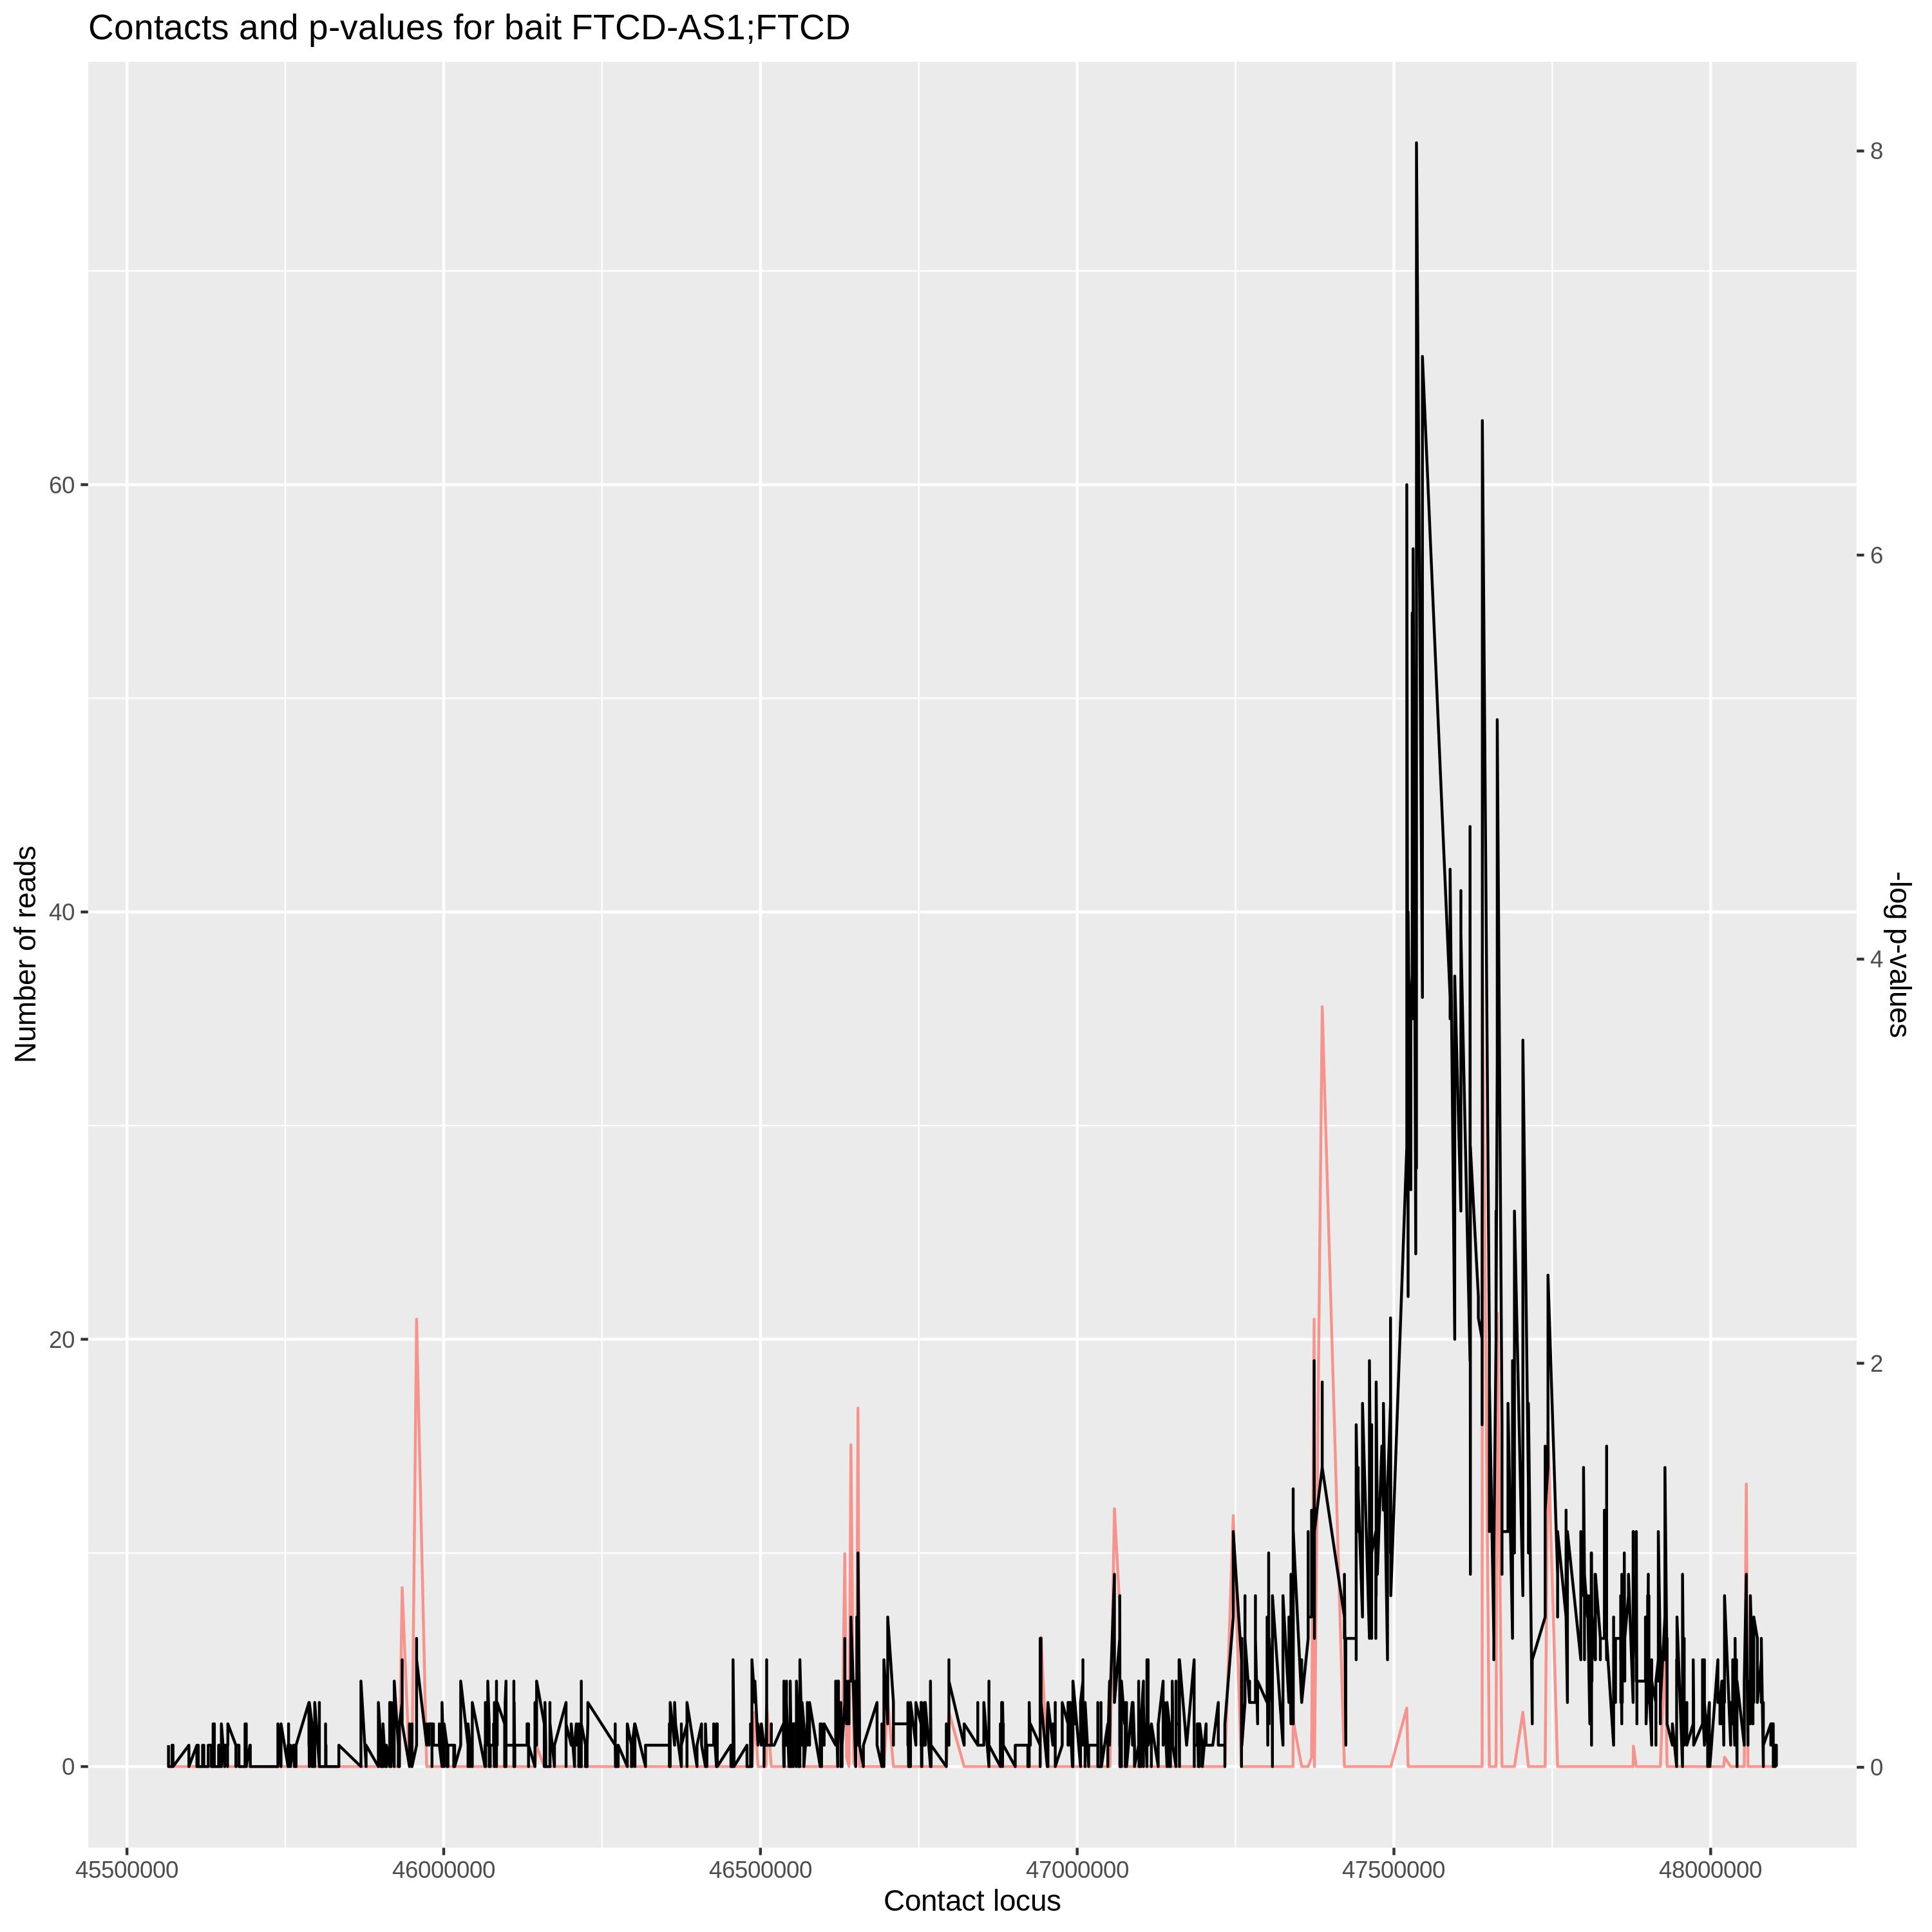 Contacts and p-values for bait FTCD-AS1;FTCD
Number of reads
60
40
20
0
8
6
4
2
0
-log p-values
45500000 46000000 46500000 47000000 47500000 48000000
Contact locus